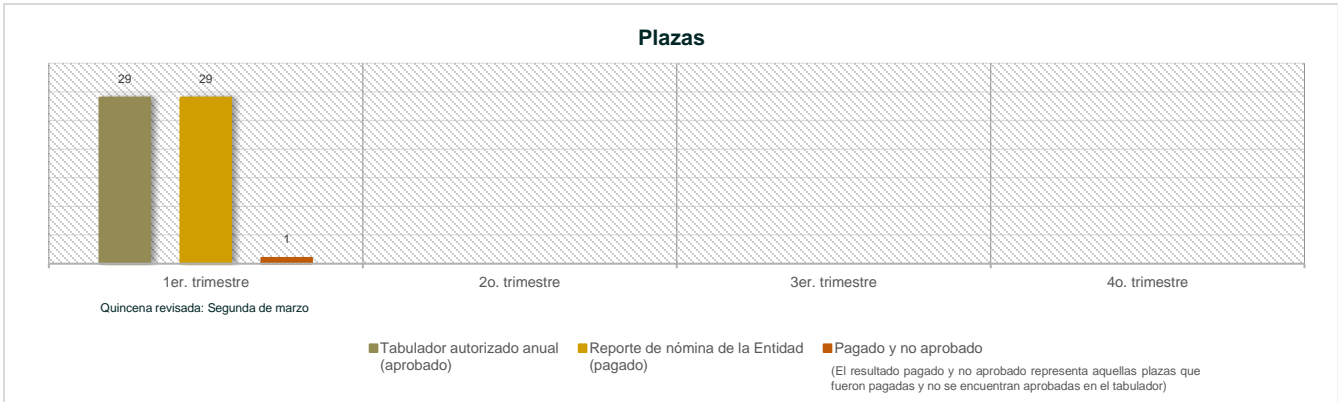 Plazas
29
29
1
1er. trimestre
2o. trimestre
3er. trimestre
4o. trimestre
Quincena revisada: Segunda de marzo
Tabulador autorizado anual
(aprobado)
Reporte de nómina de la Entidad
(pagado)
Pagado y no aprobado
(El resultado pagado y no aprobado representa aquellas plazas que
fueron pagadas y no se encuentran aprobadas en el tabulador)